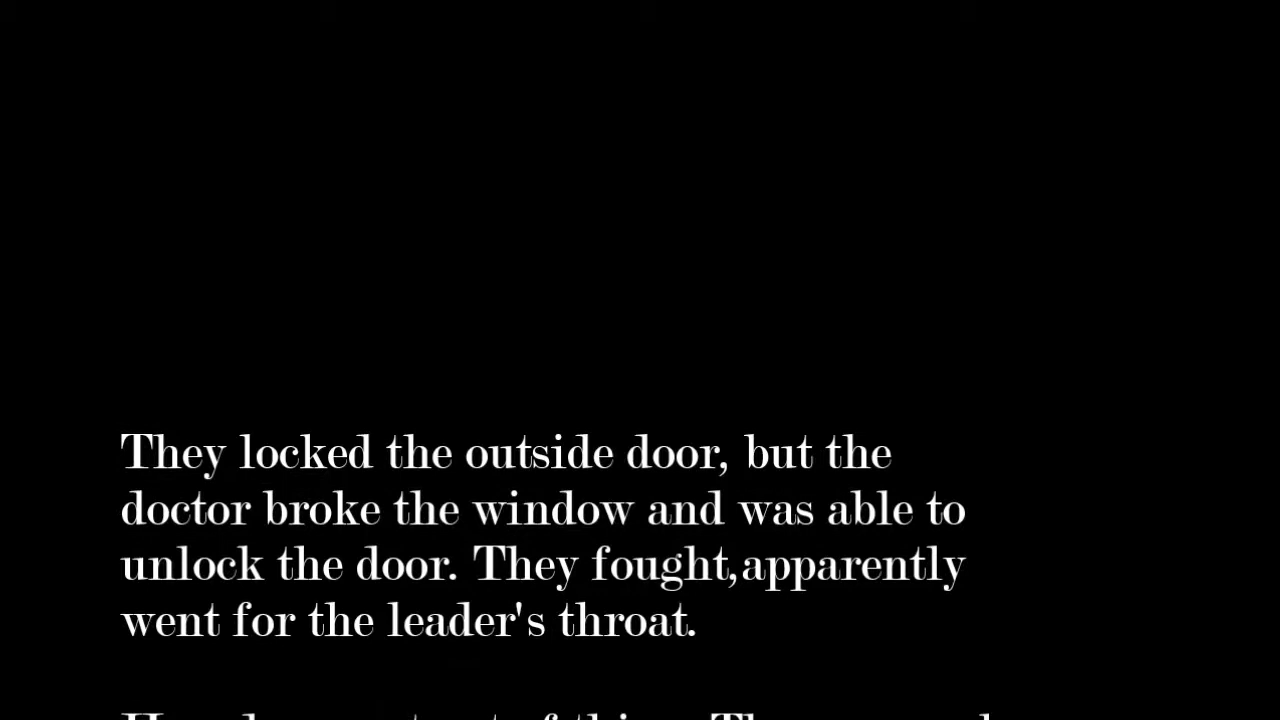 They locked the outside door, but the
doctor broke the window and was able to
unlock the door. They fought,apparently
went for the leader's throat.